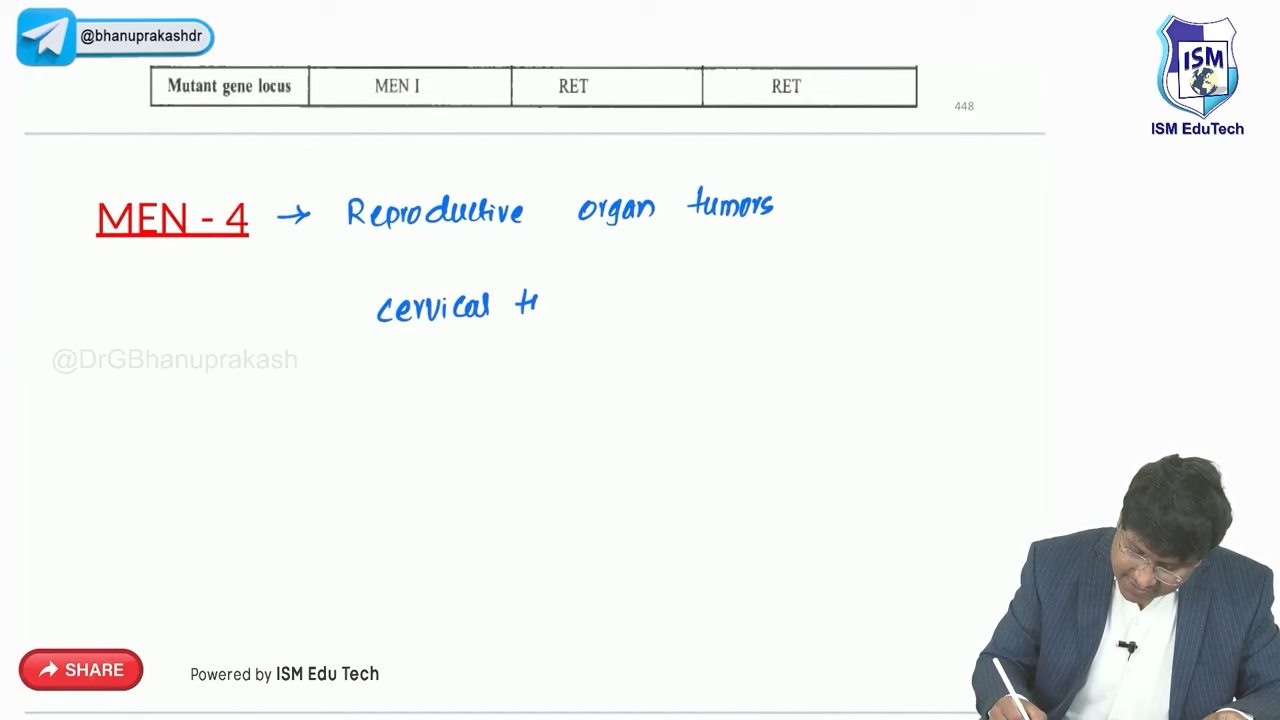 @bhanuprakashdr
ISM
ISM EduTech
Mutant gene locus MEN I RET RET
448
MEN - 4 → Reproductive organ tumors
cervical
@DrGBhanuprakash
SHARE
Powered by ISM Edu Tech